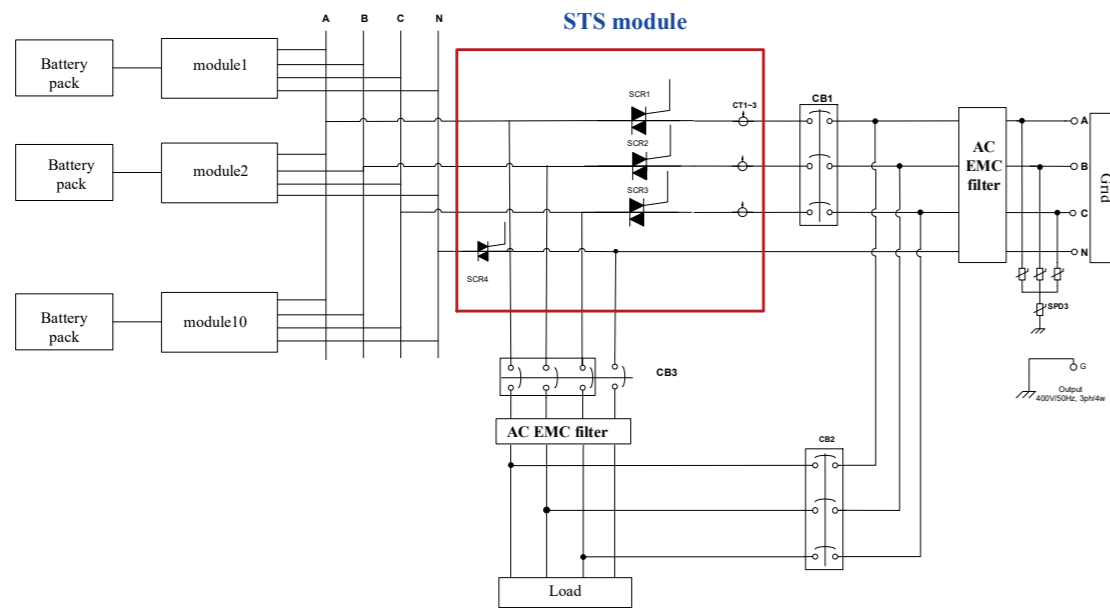 STS module
A B C N
Battery
pack
module1
SCR1
CT1~3
CB1
SCR2
SCR3
SCR4
Battery
pack
module2
AC
EMC
filter
A
B
C
N
Grid
Battery
pack
module10
SPD3
CB3
G
Output
400V/50Hz, 3ph/4w
AC EMC filter
CB2
Load